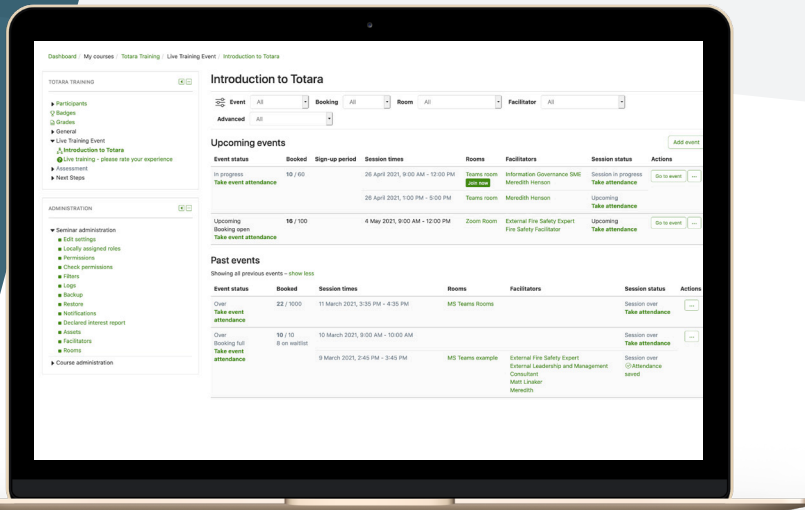 Dashboard / My courses / Totara Training / Live Training Event / Introduction to Totara
TOTARA TRAINING
Participants
Badges
Grades
General
Live Training Event
Introduction to Totara
Live training - please rate your experience
Assessment
Next Steps
ADMINISTRATION
Seminar administration
Edit settings
Locally assigned roles
Permissions
Check permissions
Filters
Logs
Backup
Restore
Notifications
Declared interest report
Assets
Facilitators
Rooms
Course administration
Introduction to Totara
Event All Booking All Room All Facilitator All
Advanced All
Upcoming events
Add event
Event status Booked Sign-up period Session times Rooms Facilitators Session status Actions
In progress 10 / 60 26 April 2021, 9:00 AM - 12:00 PM Teams room Information Governance SME Session in progress Go to event ...
Take event attendance Join now Meredith Henson Take attendance
26 April 2021, 1:00 PM - 5:00 PM Teams room Meredith Henson Upcoming
Take attendance
Upcoming 16 / 100 4 May 2021, 9:00 AM - 12:00 PM Zoom Room External Fire Safety Expert Upcoming Go to event ...
Booking open Fire Safety Facilitator Take attendance
Take event attendance
Past events
Showing all previous events - show less
Event status Booked Session times Rooms Facilitators Session status Actions
Over 22 / 1000 11 March 2021, 3:35 PM - 4:35 PM MS Teams Rooms Session over ...
Take event Take attendance
attendance
Over 10 / 10 10 March 2021, 9:00 AM - 10:00 AM Session over ...
Booking full 6 on waitlist Take attendance
Take event 9 March 2021, 2:45 PM - 3:45 PM MS Teams example External Fire Safety Expert Session over
attendance External Leadership and Management Attendance
Consultant saved
Matt Linaker
Meredith